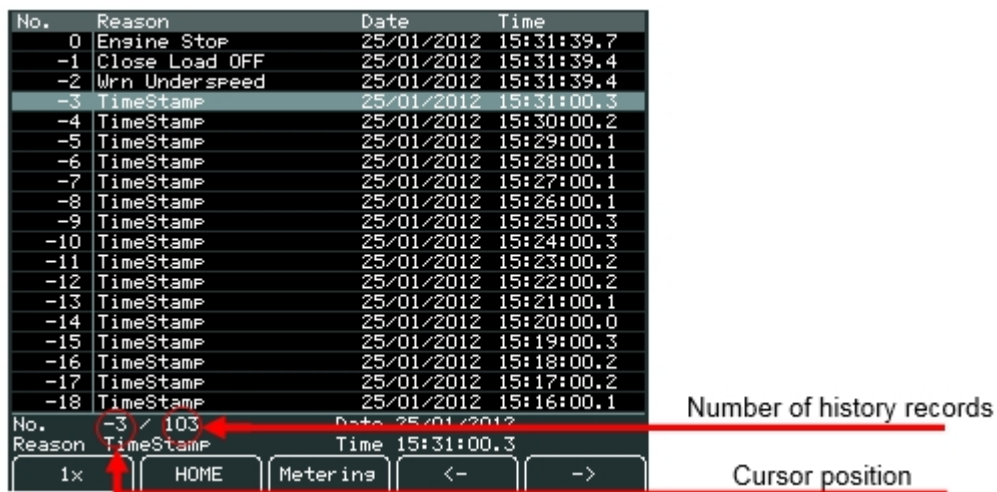 No. Reason Date Time
0 Engine Stop 25/01/2012 15:31:39.7
-1 Close Load OFF 25/01/2012 15:31:39.4
-2 Wrn Underspeed 25/01/2012 15:31:39.4
-3 TimeStamp 25/01/2012 15:31:00.3
-4 TimeStamp 25/01/2012 15:30:00.2
-5 TimeStamp 25/01/2012 15:29:00.1
-6 TimeStamp 25/01/2012 15:28:00.1
-7 TimeStamp 25/01/2012 15:27:00.1
-8 TimeStamp 25/01/2012 15:26:00.1
-9 TimeStamp 25/01/2012 15:25:00.3
-10 TimeStamp 25/01/2012 15:24:00.3
-11 TimeStamp 25/01/2012 15:23:00.2
-12 TimeStamp 25/01/2012 15:22:00.2
-13 TimeStamp 25/01/2012 15:21:00.1
-14 TimeStamp 25/01/2012 15:20:00.0
-15 TimeStamp 25/01/2012 15:19:00.3
-16 TimeStamp 25/01/2012 15:18:00.2
-17 TimeStamp 25/01/2012 15:17:00.2
-18 TimeStamp 25/01/2012 15:16:00.1
No. -3 / 103 Date 25/01/2012 Number of history records
Reason TimeStamp Time 15:31:00.3
1x HOME Metering <- -> Cursor position